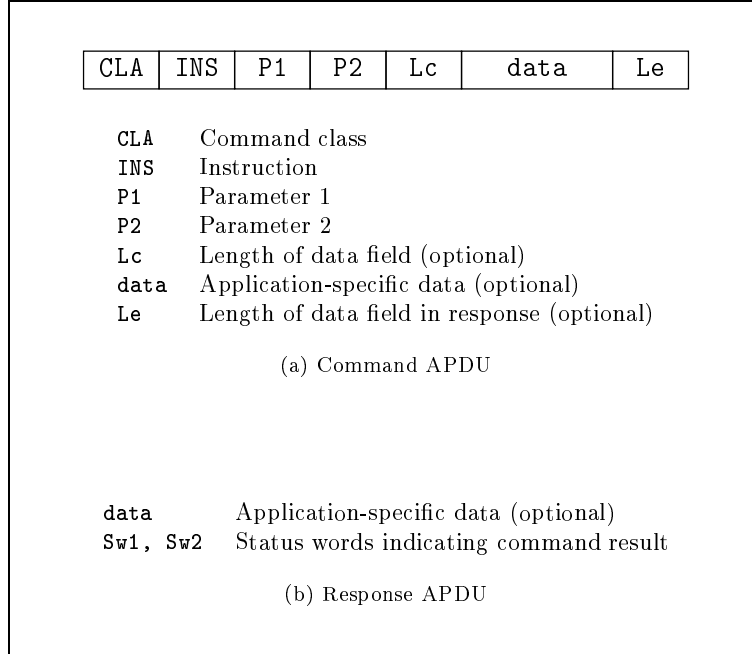 CLA INS P1 P2 Lc data Le
CLA Command class
INS Instruction
P1 Parameter 1
P2 Parameter 2
Lc Length of data field (optional)
data Application-specific data (optional)
Le Length of data field in response (optional)
(a) Command APDU
data Application-specific data (optional)
Sw1, Sw2 Status words indicating command result
(b) Response APDU